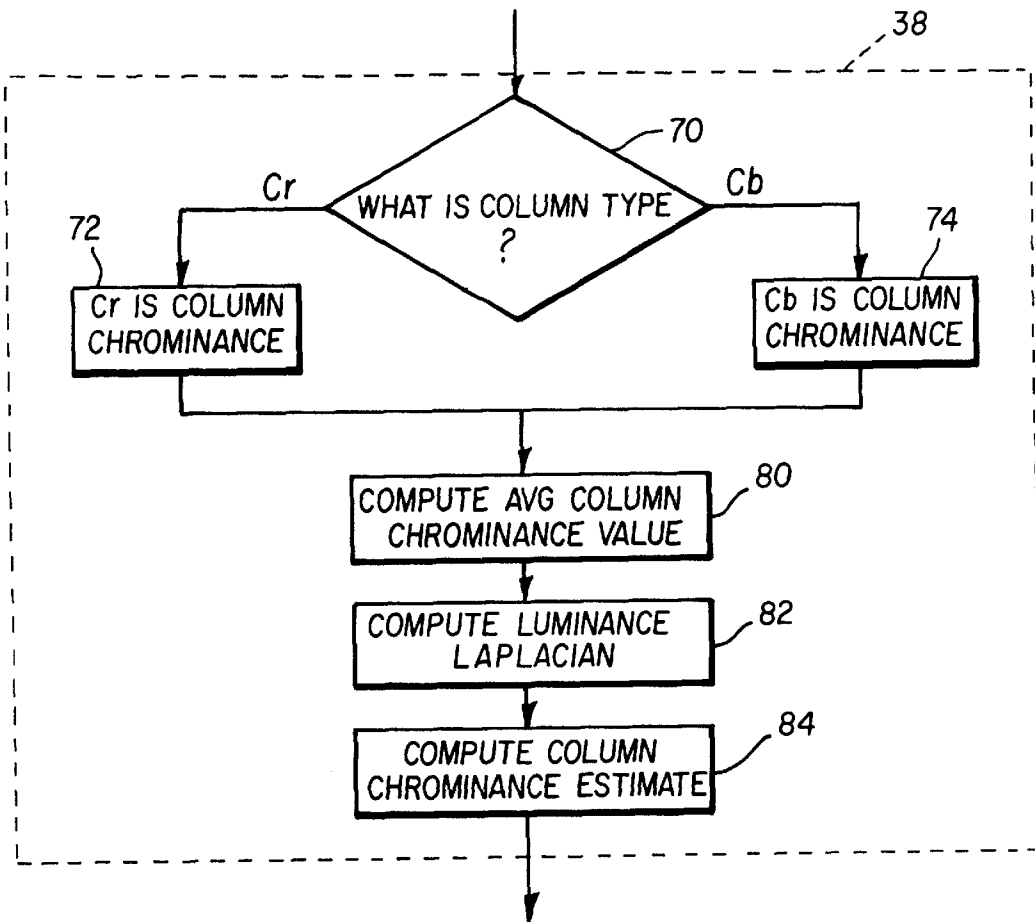 38
70
Cr
Cb
WHAT IS COLUMN TYPE
?
72
74
Cr IS COLUMN
CHROMINANCE
Cb IS COLUMN
CHROMINANCE
80
COMPUTE AVG COLUMN
CHROMINANCE VALUE
82
COMPUTE LUMINANCE
LAPLACIAN
84
COMPUTE COLUMN
CHROMINANCE ESTIMATE